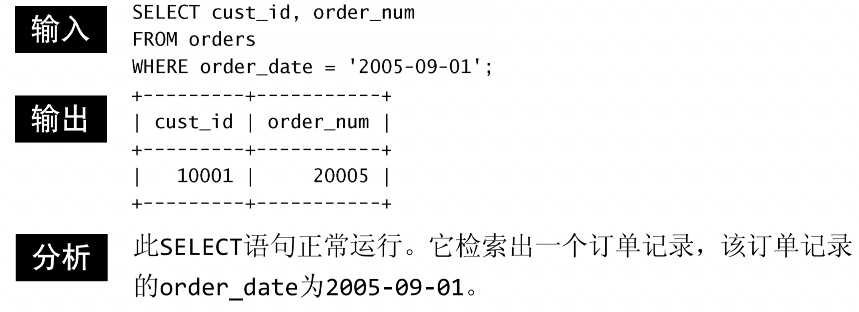 输入
SELECT cust_id, order_num
FROM orders
WHERE order_date = '2005-09-01';
输出
+---------+-----------+
| cust_id | order_num |
+---------+-----------+
|   10001 |     20005 |
+---------+-----------+
分析
此SELECT语句正常运行。它检索出一个订单记录，该订单记录
的order_date为2005-09-01。